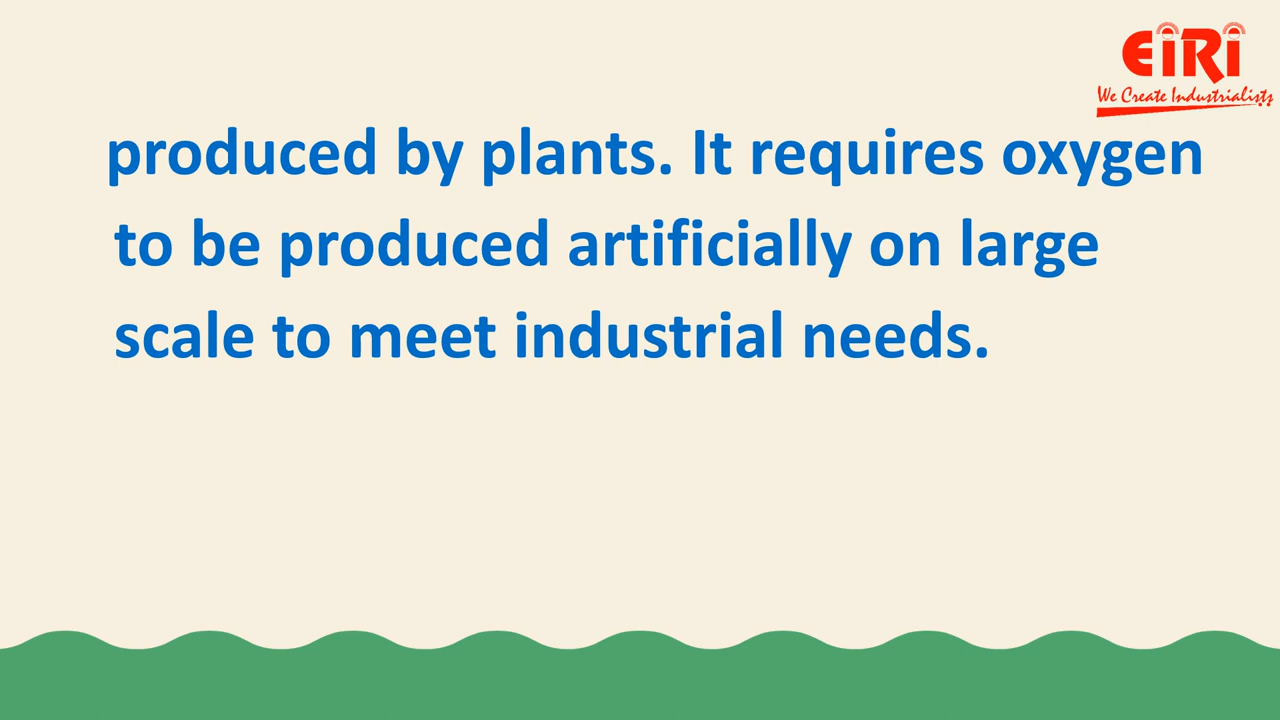 EiRi
We Create Industrialists
produced by plants. It requires oxygen
to be produced artificially on large
scale to meet industrial needs.